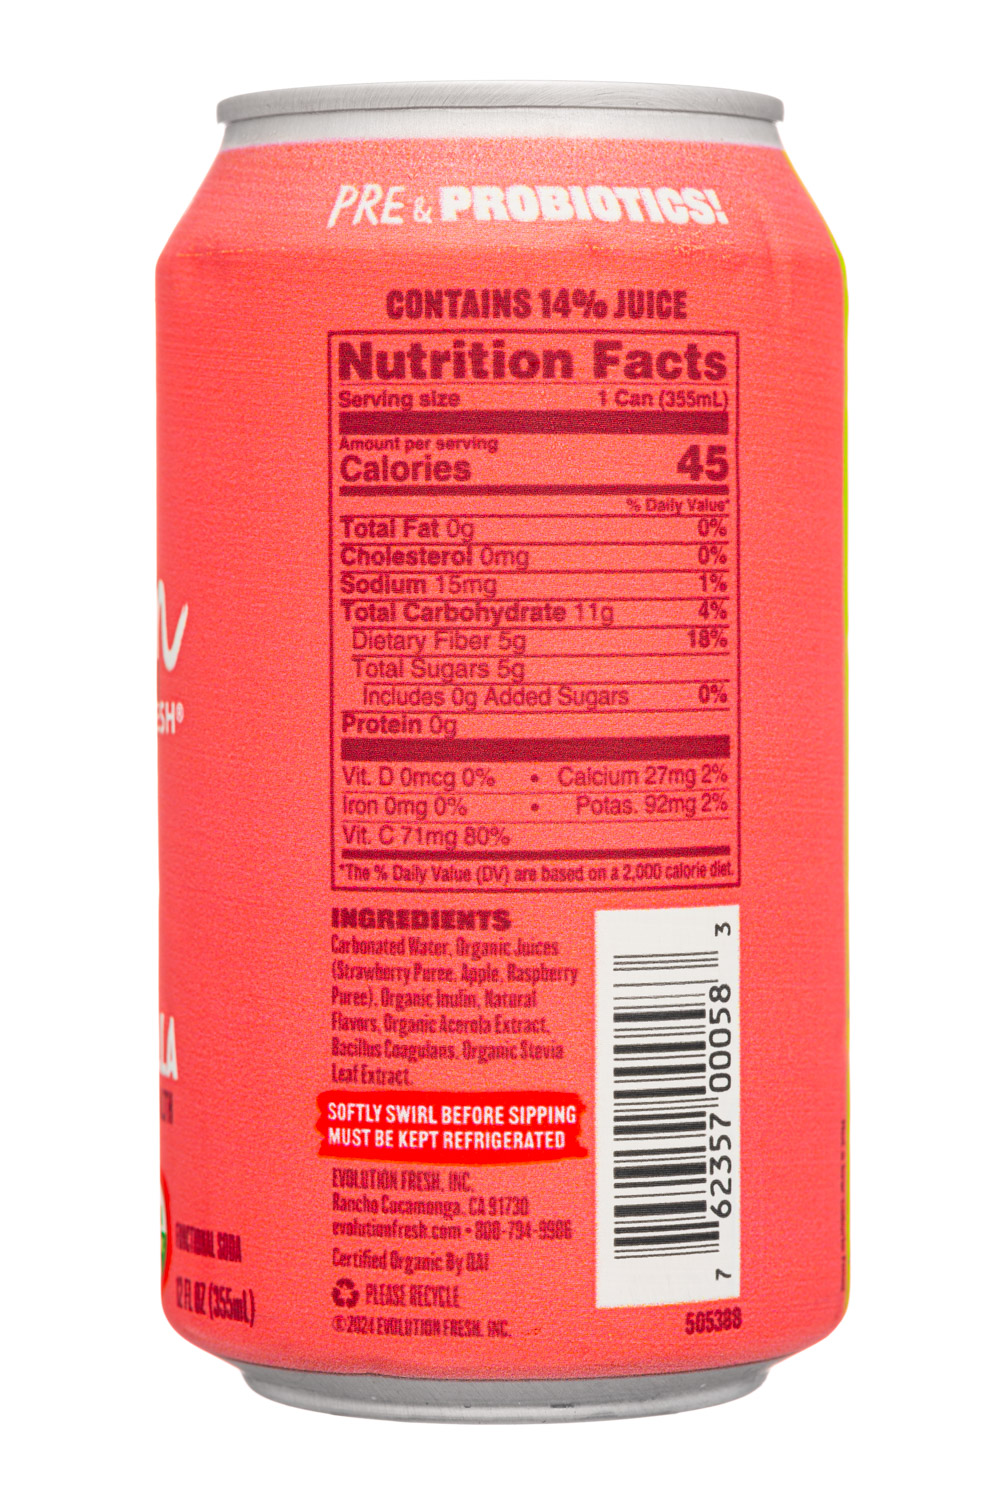 PRE & PROBIOTICS!
CONTAINS 14% JUICE
Nutrition Facts
Serving size 1 Can (355mL)
Amount per serving
Calories 45
% Daily Value*
Total Fat 0g 0%
Cholesterol 0mg 0%
Sodium 15mg 1%
Total Carbohydrate 11g 4%
Dietary Fiber 5g 18%
Total Sugars 5g
Includes 0g Added Sugars 0%
Protein 0g
Vit. D 0mcg 0% • Calcium 27mg 2%
Iron 0mg 0% • Potas. 92mg 2%
Vit. C 71mg 80%
*The % Daily Value (DV) are based on a 2,000 calorie diet.
INGREDIENTS
Carbonated Water, Organic Juices
(Strawberry Puree, Apple, Raspberry
Puree), Organic Inulin, Natural
Flavors, Organic Acerola Extract,
Bacillus Coagulans, Organic Stevia
Leaf Extract.
SOFTLY SWIRL BEFORE SIPPING
MUST BE KEPT REFRIGERATED
EVOLUTION FRESH, INC.
Rancho Cucamonga, CA 91730
evolutionfresh.com • 800-794-9986
Certified Organic By QAI
PLEASE RECYCLE
© 2024 EVOLUTION FRESH, INC.
7 62357 00058 3
505388
ESH®
LA
FUNCTIONAL SODA
12 FL OZ (355mL)